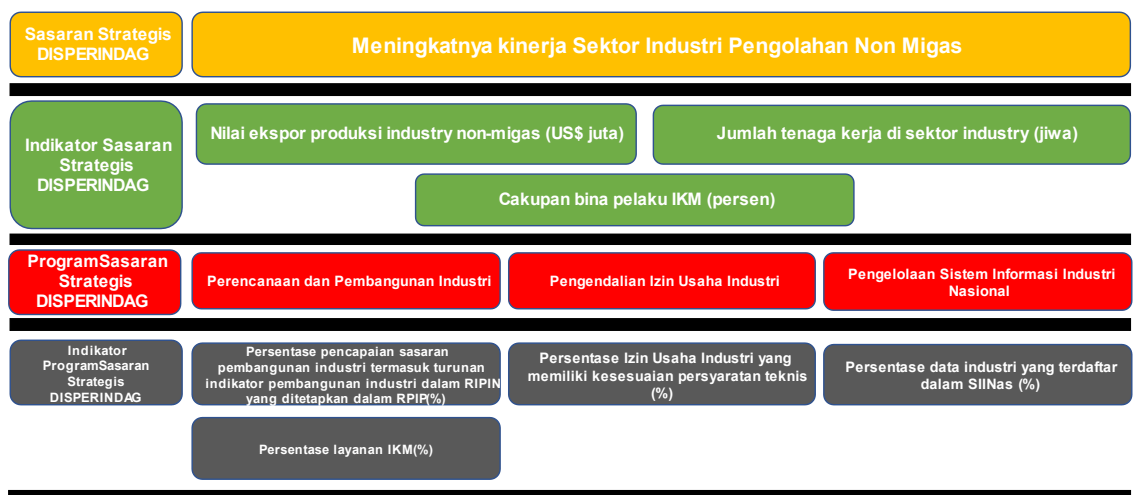 Sasaran Strategis
DISPERINDAG
Meningkatnya kinerja Sektor Industri Pengolahan Non Migas
Indikator Sasaran
Strategis
DISPERINDAG
Nilai ekspor produksi industry non-migas (US$ juta)
Jumlah tenaga kerja di sektor industry (jiwa)
Cakupan bina pelaku IKM (persen)
ProgramSasaran
Strategis
DISPERINDAG
Perencanaan dan Pembangunan Industri
Pengendalian Izin Usaha Industri
Pengelolaan Sistem Informasi Industri
Nasional
Indikator
ProgramSasaran
Strategis
DISPERINDAG
Persentase pencapaian sasaran
pembangunan industri termasuk turunan
indikator pembangunan industri dalam RIPIN
yang ditetapkan dalam RPIP(%)
Persentase Izin Usaha Industri yang
memiliki kesesuaian persyaratan teknis
(%)
Persentase data industri yang terdaftar
dalam SIINas (%)
Persentase layanan IKM(%)